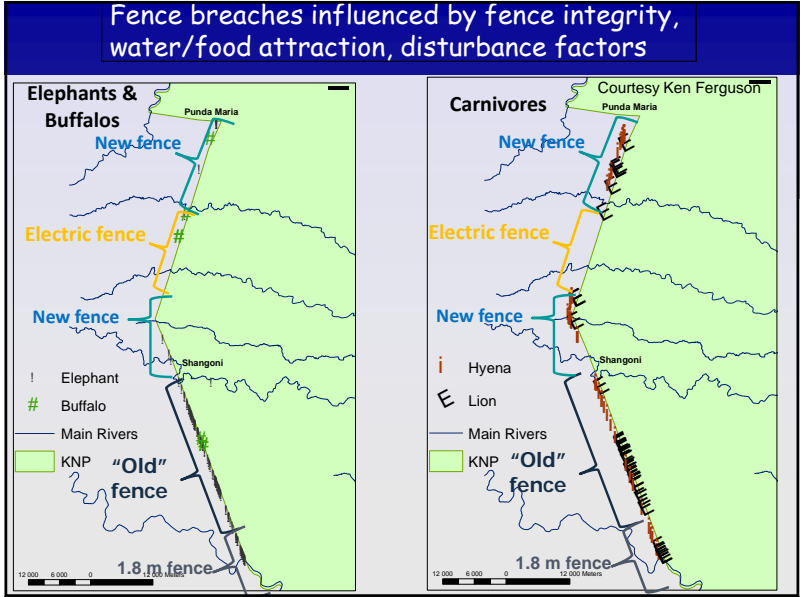 Fence breaches influenced by fence integrity,
water/food attraction, disturbance factors
Elephants &
Buffalos
Punda Maria
New fence
#
Electric fence
#
#
New fence
Shangoni
! Elephant
# Buffalo
Main Rivers
KNP
#
"Old"
fence
1.8 m fence
12 000 6 000 0 12 000 Meters
Courtesy Ken Ferguson
Carnivores
Punda Maria
New fence
Electric fence
New fence
Shangoni
i Hyena
E Lion
Main Rivers
KNP
"Old"
fence
1.8 m fence
12 000 6 000 0 12 000 Meters